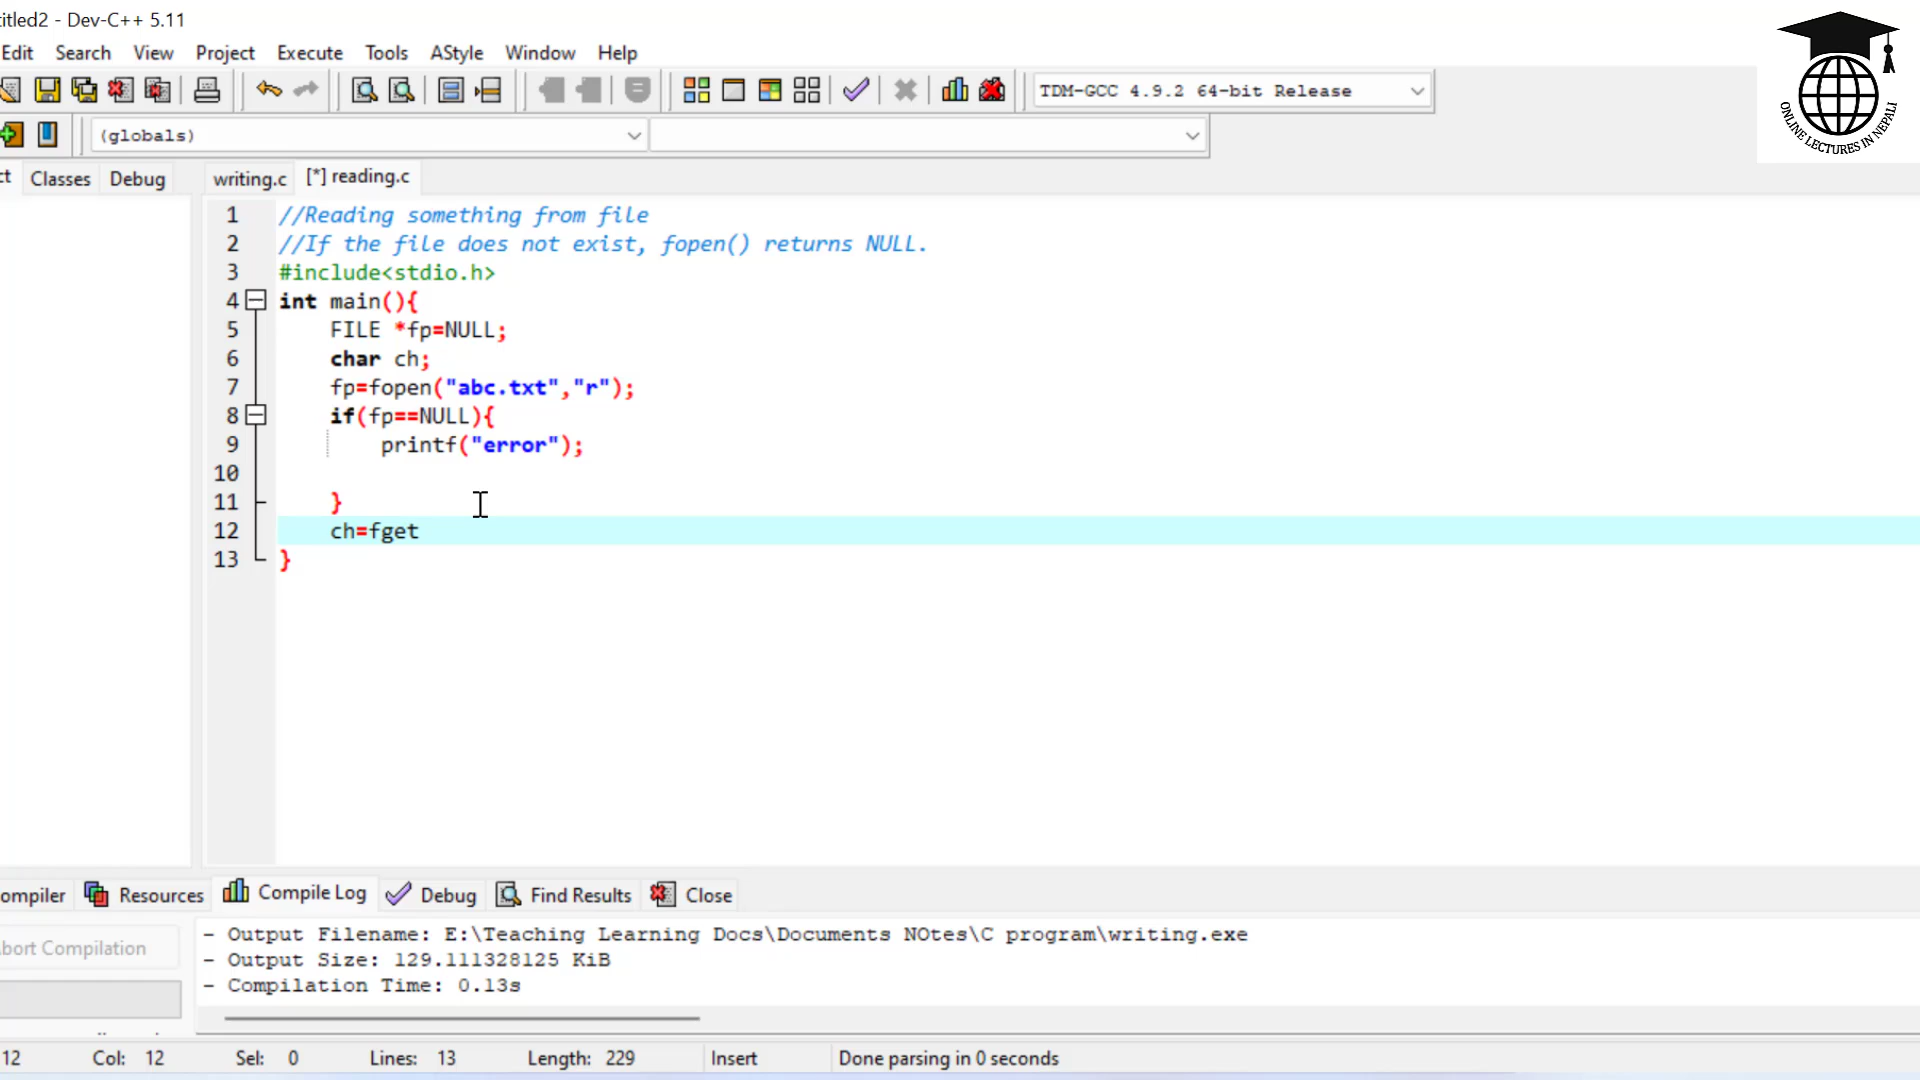 titled2 - Dev-C++ 5.11
Edit Search View Project Execute Tools AStyle Window Help
TDM-GCC 4.9.2 64-bit Release
(globals)
ct Classes Debug writing.c [*] reading.c
1 //Reading something from file
2 //If the file does not exist, fopen() returns NULL.
3 #include<stdio.h>
4 int main(){
5 FILE *fp=NULL;
6 char ch;
7 fp=fopen("abc.txt","r");
8 if(fp==NULL){
9 printf("error");
10
11 }
12 ch=fget
13 }
ompiler Resources Compile Log Debug Find Results Close
bort Compilation
- Output Filename: E:\Teaching Learning Docs\Documents NOtes\C program\writing.exe
- Output Size: 129.111328125 KiB
- Compilation Time: 0.13s
12 Col: 12 Sel: 0 Lines: 13 Length: 229 Insert Done parsing in 0 seconds
ONLINE LECTURES IN NEPALI